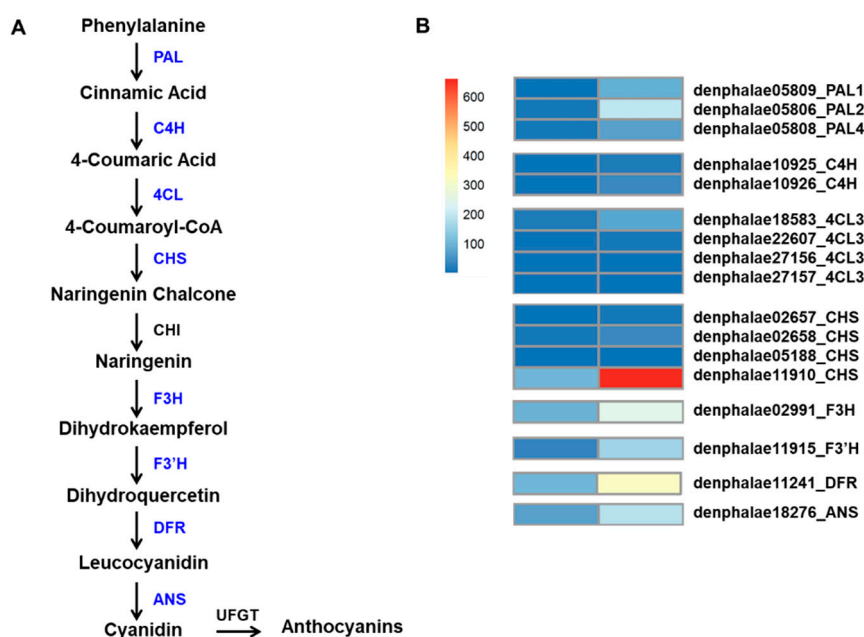 A
Phenylalanine
PAL
Cinnamic Acid
C4H
4-Coumaric Acid
4CL
4-Coumaroyl-CoA
CHS
Naringenin Chalcone
CHI
Naringenin
F3H
Dihydrokaempferol
F3’H
Dihydroquercetin
DFR
Leucocyanidin
ANS
Cyanidin
UFGT
Anthocyanins
B
600
500
400
300
200
100
denphalae05809_PAL1
denphalae05806_PAL2
denphalae05808_PAL4
denphalae10925_C4H
denphalae10926_C4H
denphalae18583_4CL3
denphalae22607_4CL3
denphalae27156_4CL3
denphalae27157_4CL3
denphalae02657_CHS
denphalae02658_CHS
denphalae05188_CHS
denphalae11910_CHS
denphalae02991_F3H
denphalae11915_F3’H
denphalae11241_DFR
denphalae18276_ANS